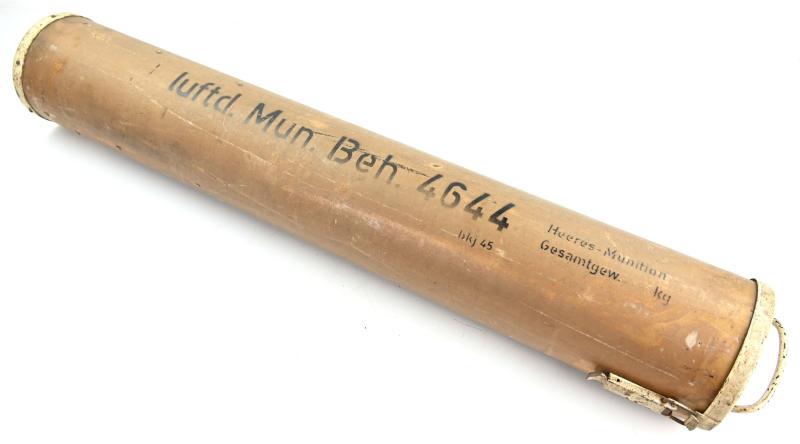 luftd. Mun. Beh. 4644
bkj 45
Heeres-Munition
Gesamtgew. kg